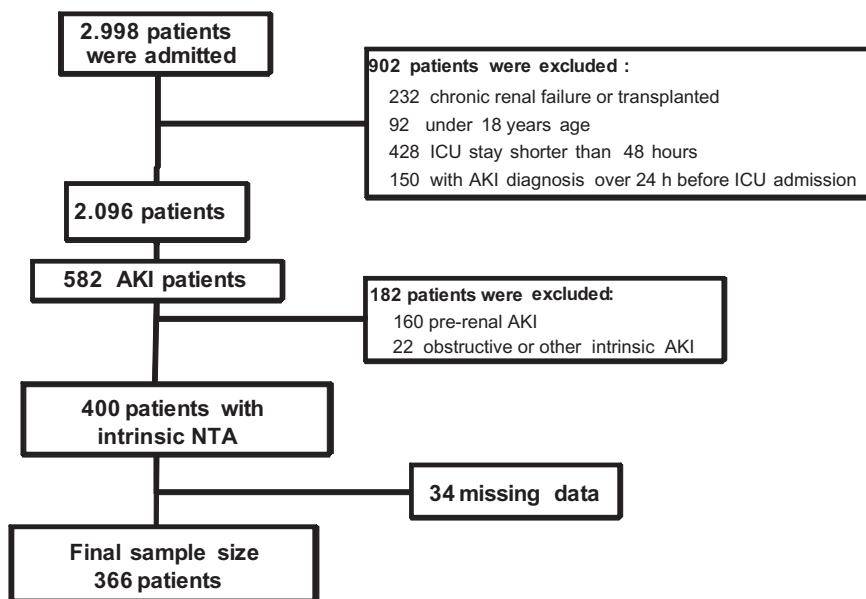 2.998 patients
were admitted
902 patients were excluded :
232 chronic renal failure or transplanted
92 under 18 years age
428 ICU stay shorter than 48 hours
150 with AKI diagnosis over 24 h before ICU admission
2.096 patients
582 AKI patients
182 patients were excluded:
160 pre-renal AKI
22 obstructive or other intrinsic AKI
400 patients with
intrinsic NTA
34 missing data
Final sample size
366 patients